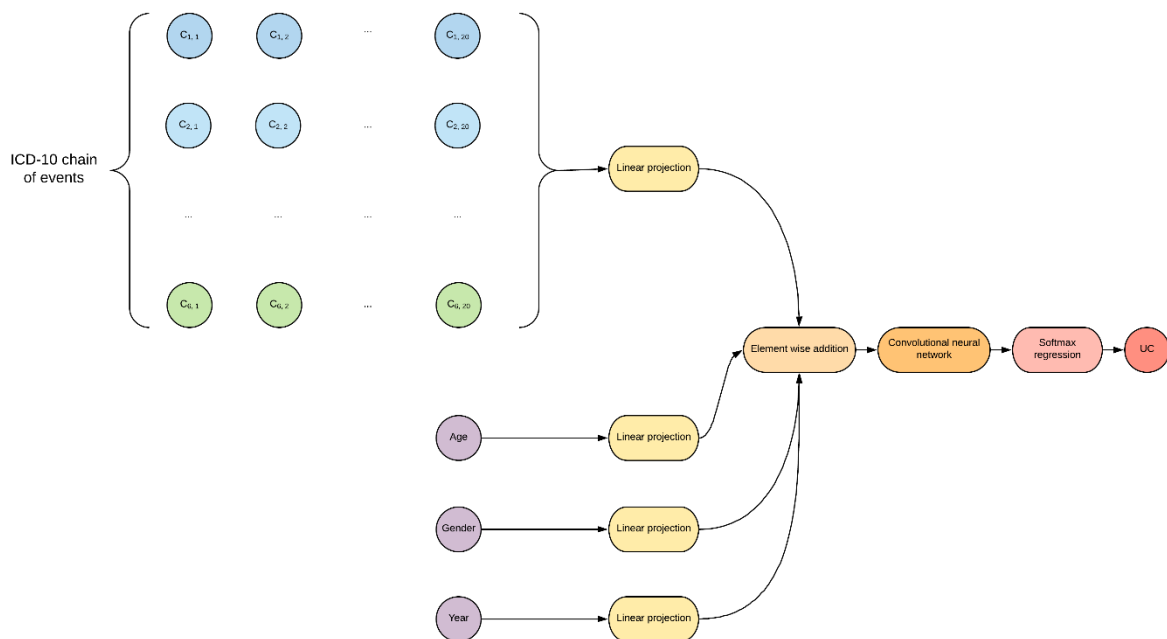 C1, 1
C1, 2
...
C1, 20
C2, 1
C2, 2
...
C2, 20
ICD-10 chain
of events
Linear projection
...
...
...
...
C6, 1
C6, 2
...
C6, 20
Element wise addition
Convolutional neural
network
Softmax
regression
UC
Age
Linear projection
Gender
Linear projection
Year
Linear projection